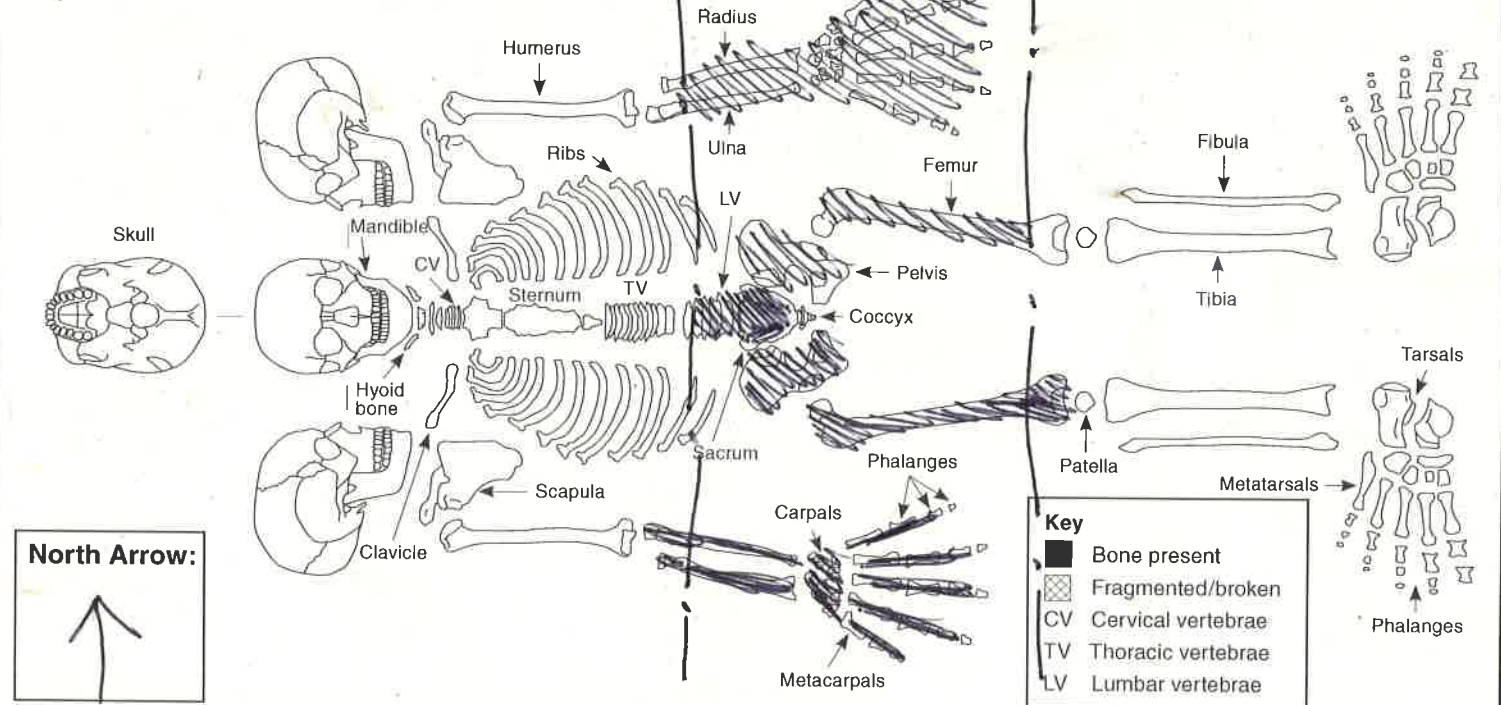 Radius
Humerus
Ulna
Ribs
Femur
Fibula
LV
Skull
Mandible
CV
Sternum
TV
Pelvis
Tibia
Coccyx
Hyoid
bone
Tarsals
Sacrum
Phalanges
Patella
Metatarsals
Scapula
Carpals
Clavicle
Metacarpals
Phalanges
North Arrow:
Key
Bone present
Fragmented/broken
CV Cervical vertebrae
TV Thoracic vertebrae
LV Lumbar vertebrae